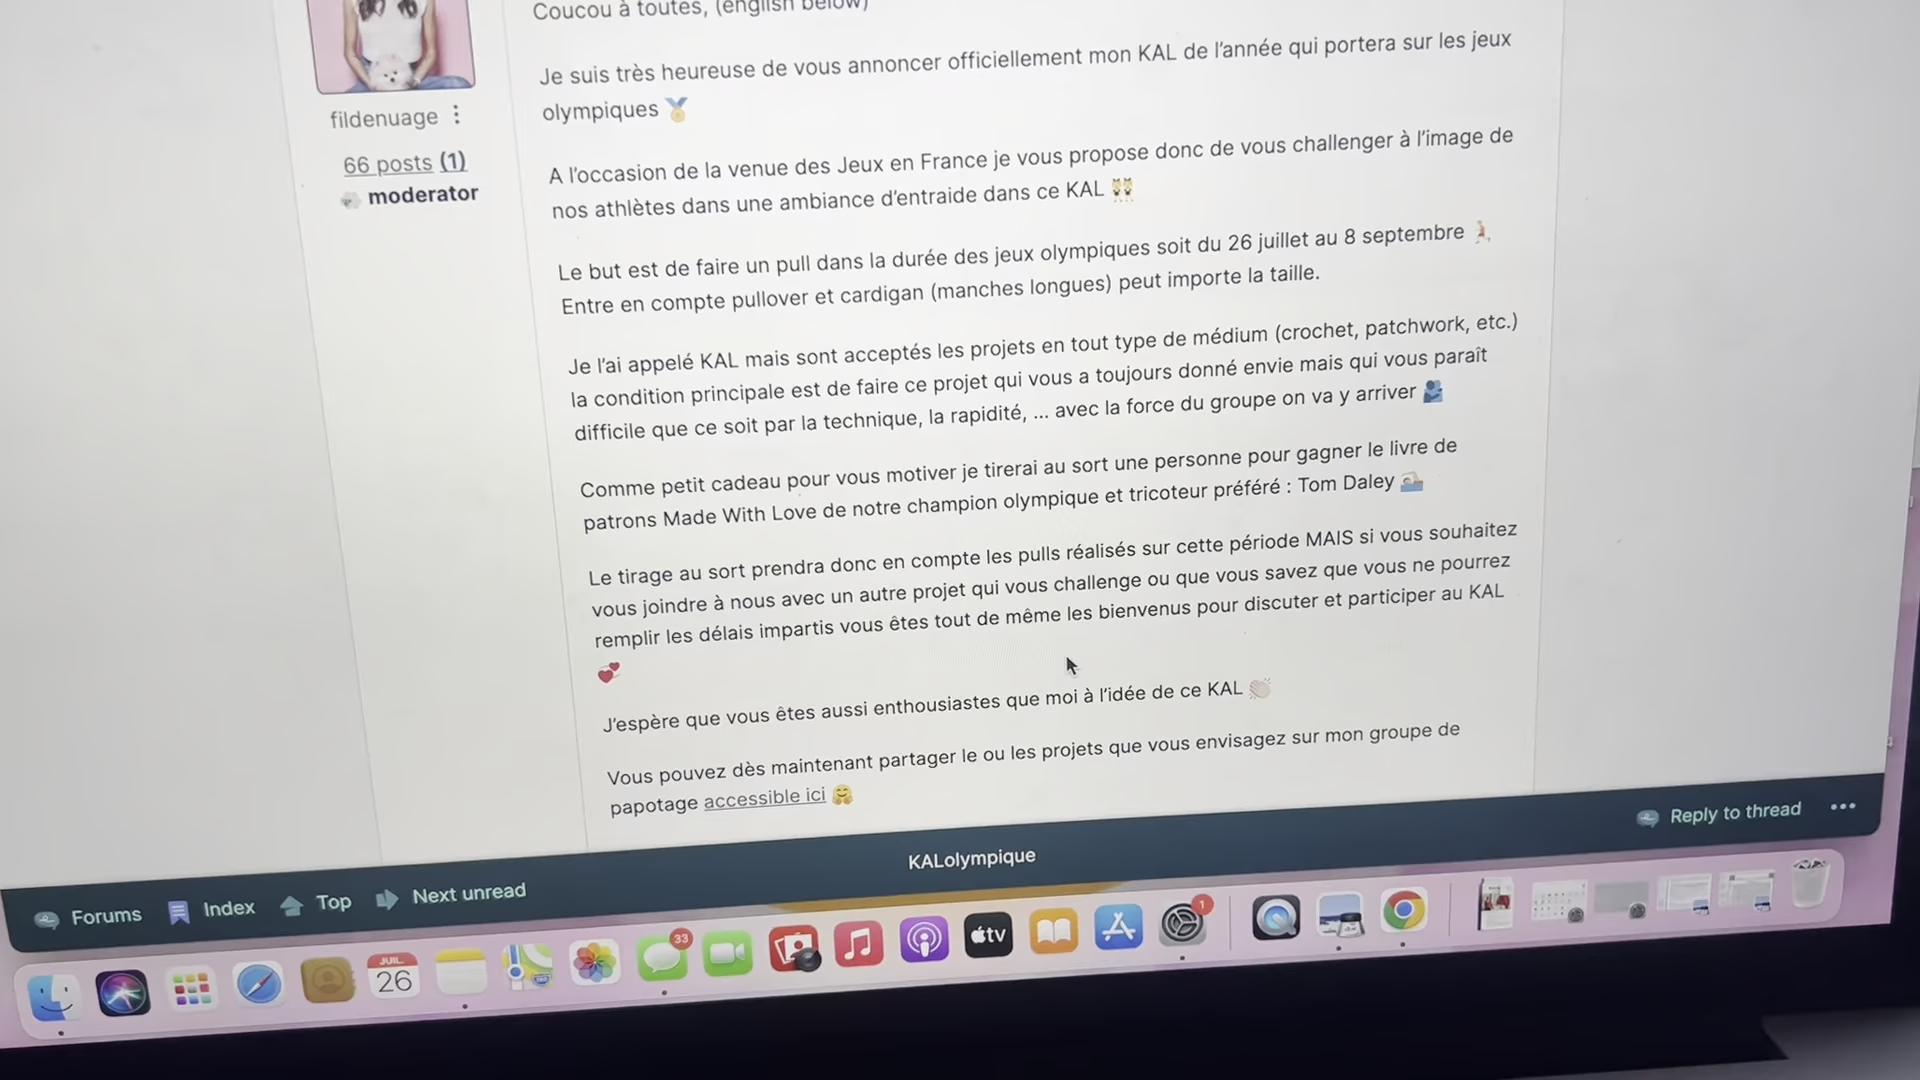 Coucou à toutes, (english below)
Je suis très heureuse de vous annoncer officiellement mon KAL de l'année qui portera sur les jeux
olympiques 🏅
fildenuage
66 posts (1)
moderator
A l'occasion de la venue des Jeux en France je vous propose donc de vous challenger à l'image de
nos athlètes dans une ambiance d'entraide dans ce KAL 👯
Le but est de faire un pull dans la durée des jeux olympiques soit du 26 juillet au 8 septembre
Entre en compte pullover et cardigan (manches longues) peut importe la taille.
Je l'ai appelé KAL mais sont acceptés les projets en tout type de médium (crochet, patchwork, etc.)
la condition principale est de faire ce projet qui vous a toujours donné envie mais qui vous paraît
difficile que ce soit par la technique, la rapidité, ... avec la force du groupe on va y arriver 🫂
Comme petit cadeau pour vous motiver je tirerai au sort une personne pour gagner le livre de
patrons Made With Love de notre champion olympique et tricoteur préféré : Tom Daley 🏊
Le tirage au sort prendra donc en compte les pulls réalisés sur cette période MAIS si vous souhaitez
vous joindre à nous avec un autre projet qui vous challenge ou que vous savez que vous ne pourrez
remplir les délais impartis vous êtes tout de même les bienvenus pour discuter et participer au KAL
💞
J'espère que vous êtes aussi enthousiastes que moi à l'idée de ce KAL 👏
Vous pouvez dès maintenant partager le ou les projets que vous envisagez sur mon groupe de
papotage accessible ici 🤗
Forums Index Top Next unread KALolympique Reply to thread •••
JUIL.
26
33
tv
1